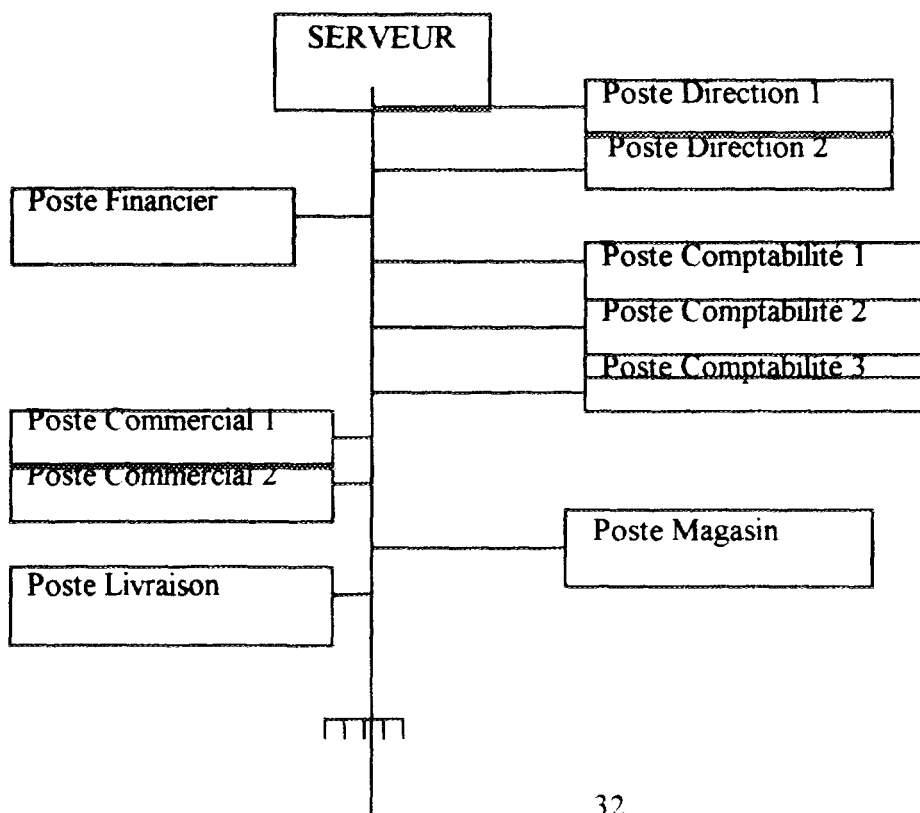 SERVEUR
Poste Direction 1
Poste Direction 2
Poste Financier
Poste Comptabilité 1
Poste Comptabilité 2
Poste Comptabilité 3
Poste Commercial 1
Poste Commercial 2
Poste Magasin
Poste Livraison
32